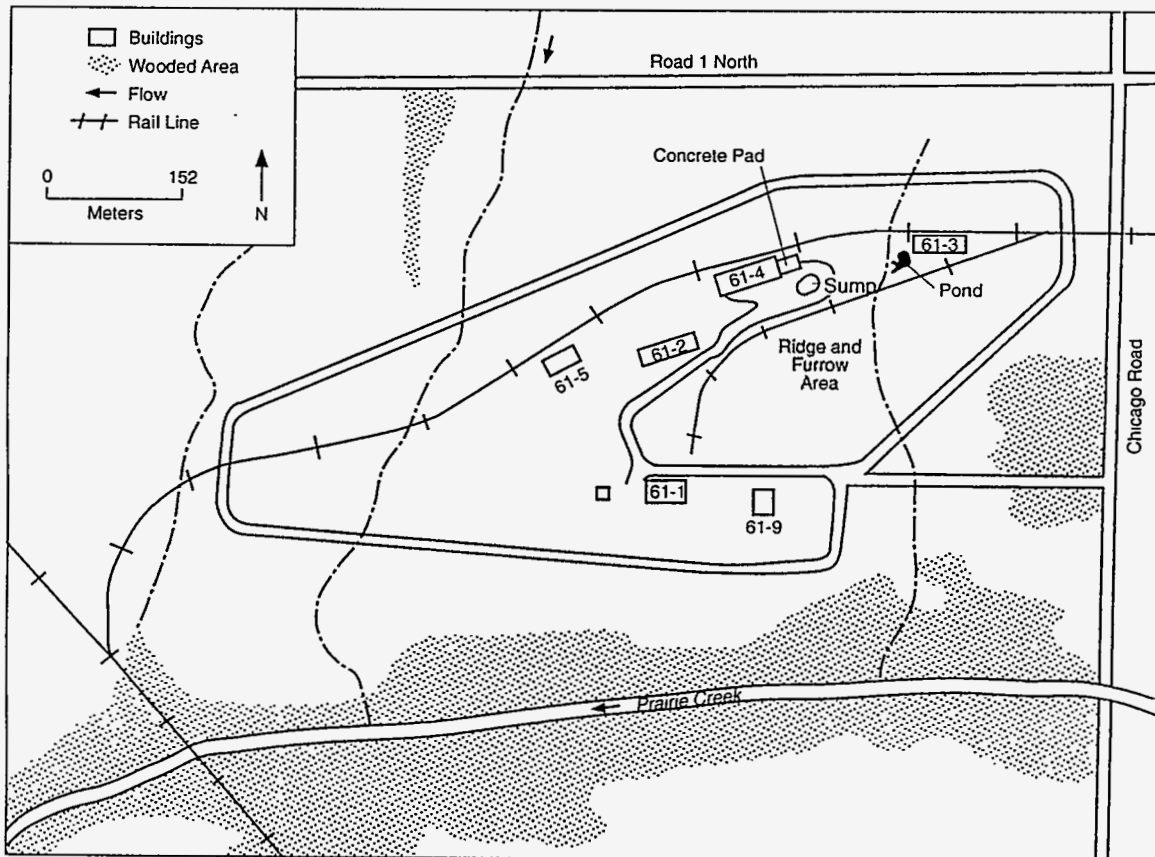 Buildings
Wooded Area
Flow
Rail Line
0 152
Meters
N
Road 1 North
Concrete Pad
61-3
61-4
Sump
Pond
61-2
61-5
Ridge and
Furrow
Area
Chicago Road
61-1
61-9
Prairie Creek